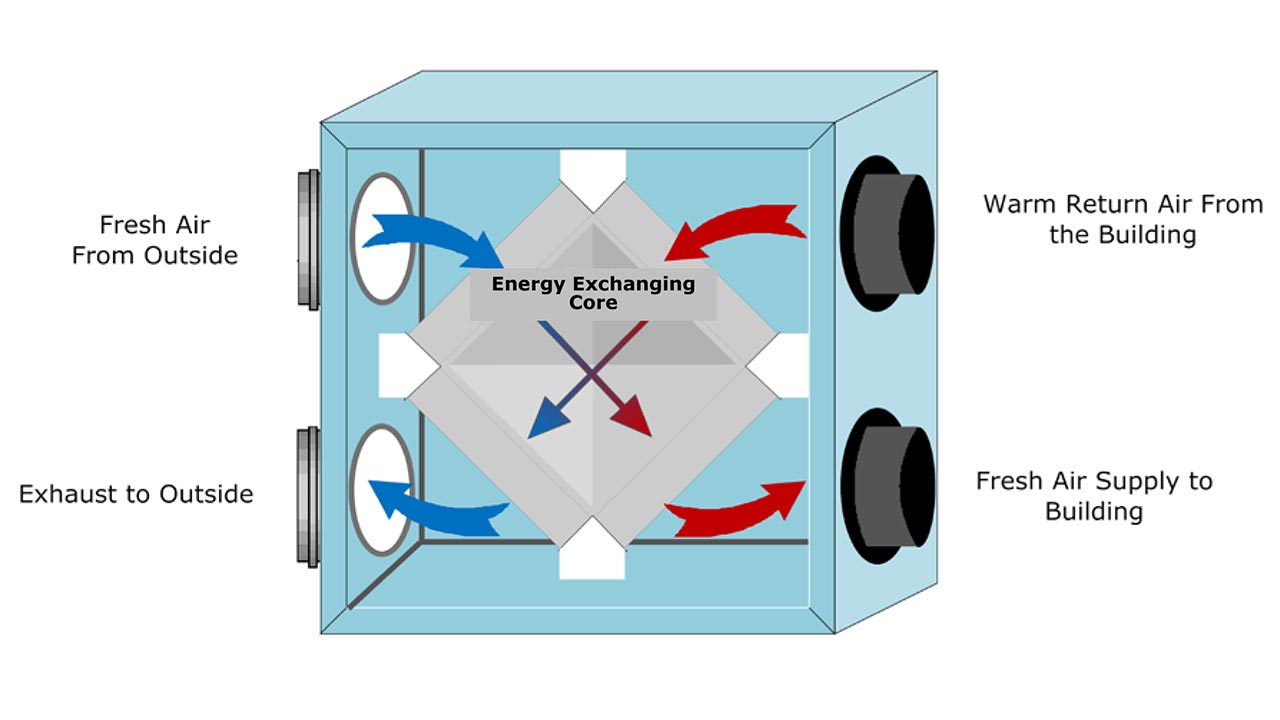 Fresh Air
From Outside
Energy Exchanging
Core
Warm Return Air From
the Building
Exhaust to Outside
Fresh Air Supply to
Building